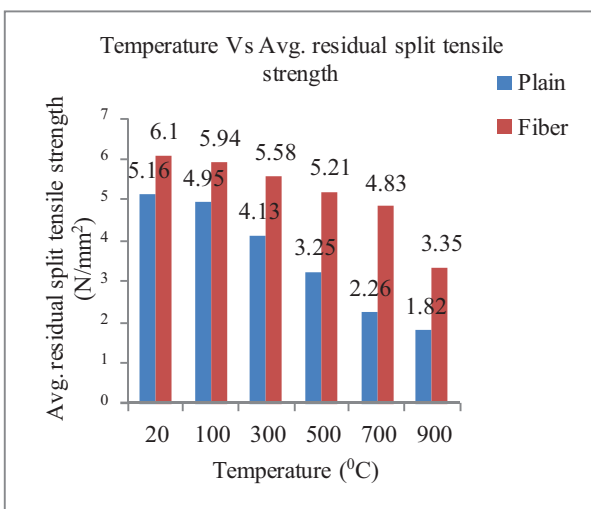 Temperature Vs Avg. residual split tensile
strength
Plain
Fiber
Avg. residual split tensile strength
(N/mm²)
7
6
5
4
3
2
1
0
5.16
6.1
4.95
5.94
4.13
5.58
3.25
5.21
2.26
4.83
1.82
3.35
20 100 300 500 700 900
Temperature (⁰C)